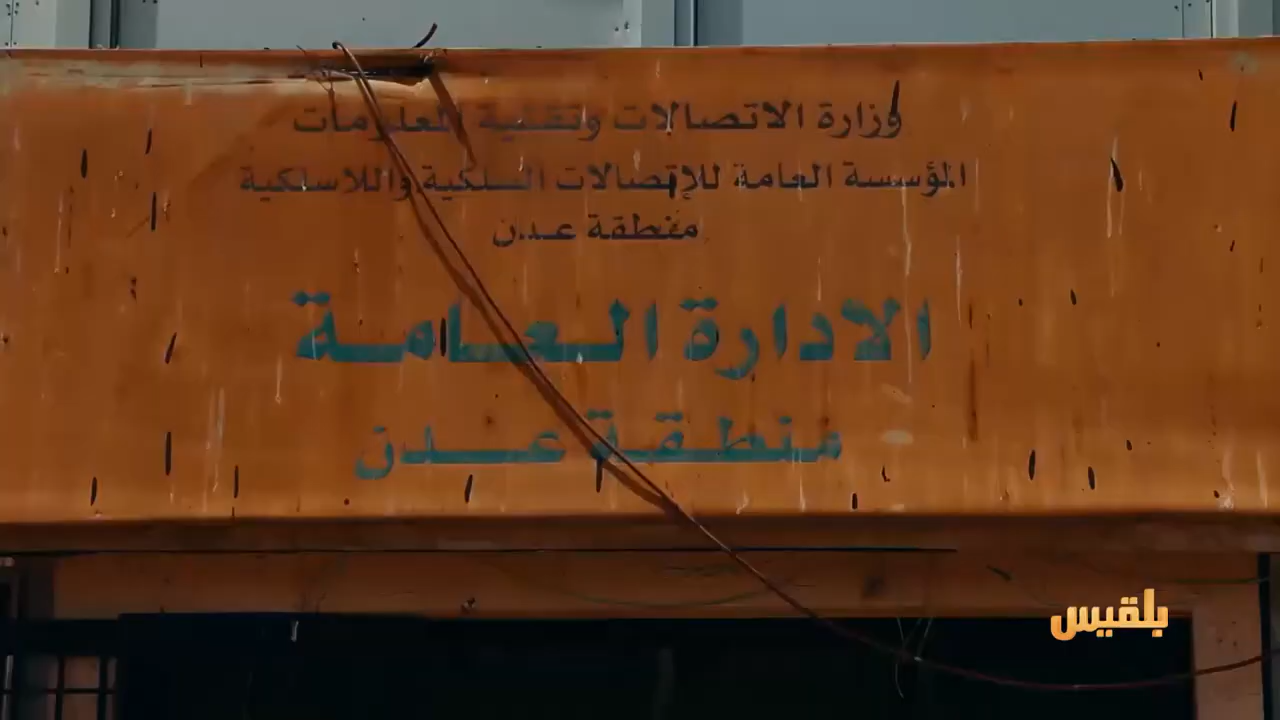 وزارة الاتصالات وتقنية المعلومات
المؤسسة العامة للإتصالات السلكية واللاسلكية
منطقة عدن
الادارة العامة
منطقة عدن
بلقيس